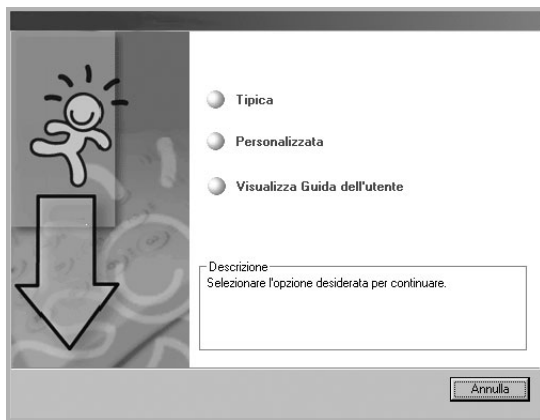 Tipica
Personalizzata
Visualizza Guida dell'utente
Descrizione
Selezionare l'opzione desiderata per continuare.
Annulla